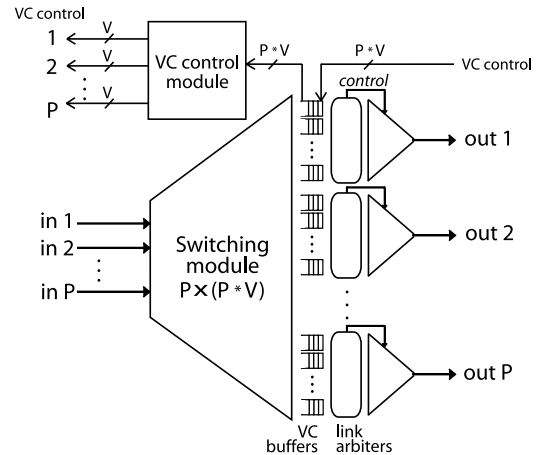 VC control
1
V
2
V
P
V
VC control
module
P * V
P * V
VC control
control
out 1
in 1
in 2
in P
Switching
module
P×(P * V)
out 2
out P
VC
buffers
link
arbiters